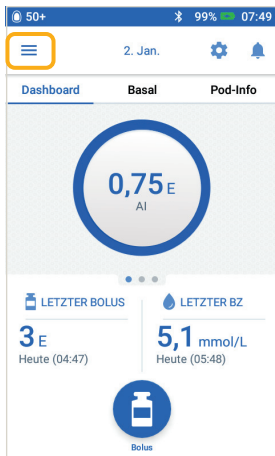 50+ 99% 07:49
2. Jan.
Dashboard Basal Pod-Info
0,75 E
AI
LETZTER BOLUS LETZTER BZ
3 E 5,1 mmol/L
Heute (04:47) Heute (05:48)
Bolus